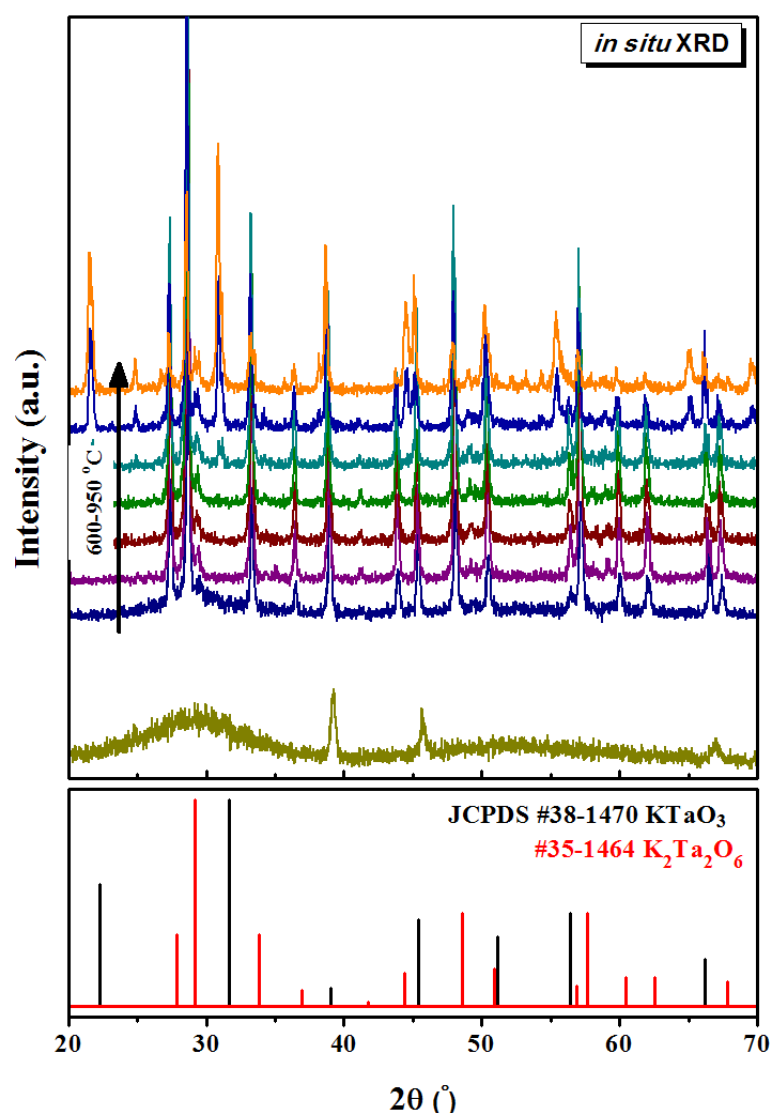 in situ XRD
Intensity (a.u.)
600-950 °C
JCPDS #38-1470 KTaO₃
#35-1464 K₂Ta₂O₆
20 30 40 50 60 70
2θ (°)